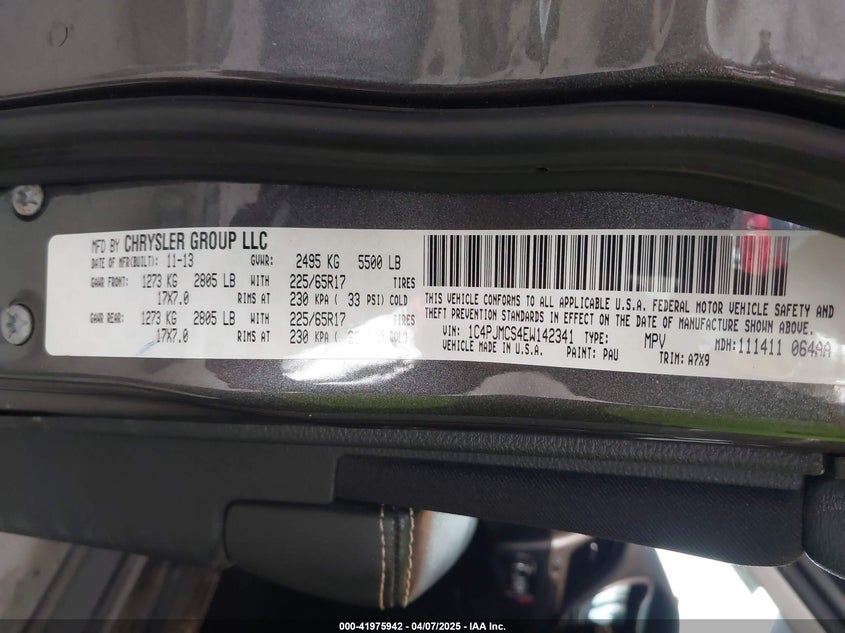 MFD BY CHRYSLER GROUP LLC
DATE OF MFR(BUILT): 11-13 GVWR: 2495 KG 5500 LB
GAWR FRONT: 1273 KG 2805 LB WITH 225/65R17 TIRES
17X7.0 RIMS AT 230 KPA ( 33 PSI) COLD
GAWR REAR: 1273 KG 2805 LB WITH 225/65R17 TIRES
17X7.0 RIMS AT 230 KPA ( COLD
THIS VEHICLE CONFORMS TO ALL APPLICABLE U.S.A. FEDERAL MOTOR VEHICLE SAFETY AND
THEFT PREVENTION STANDARDS IN EFFECT ON THE DATE OF MANUFACTURE SHOWN ABOVE.
VIN: 1C4PJMCS4EW142341 TYPE: MPV MDH:111411 064AA
VEHICLE MADE IN U.S.A. PAINT: PAU TRIM: A7X9
000-41975942 - 04/07/2025 - IAA, Inc.